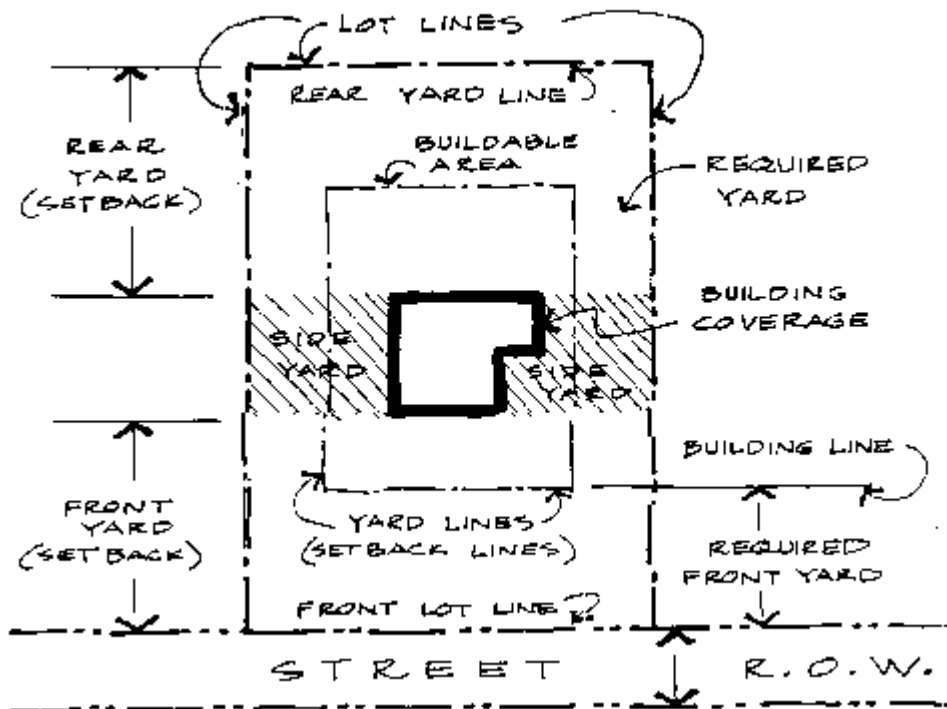 LOT LINES
REAR YARD LINE
REAR
YARD
(SETBACK)
BUILDABLE
AREA
REQUIRED
YARD
BUILDING
COVERAGE
SIDE
YARD
SIDE
YARD
BUILDING LINE
FRONT
YARD
(SETBACK)
YARD LINES
(SETBACK LINES)
REQUIRED
FRONT YARD
FRONT LOT LINE
STREET R.O.W.